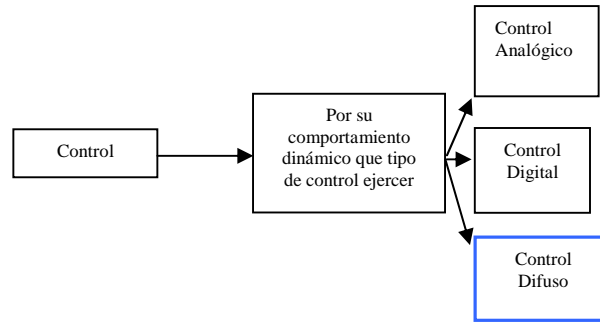 Control
Por su
comportamiento
dinámico que tipo
de control ejercer
Control
Analógico
Control
Digital
Control
Difuso